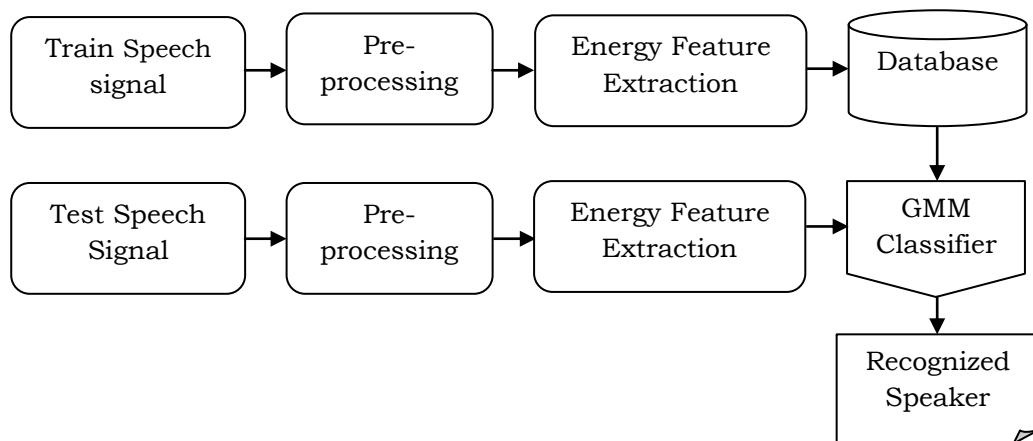 Train Speech
signal
Pre-
processing
Energy Feature
Extraction
Database
Test Speech
Signal
Pre-
processing
Energy Feature
Extraction
GMM
Classifier
Recognized
Speaker